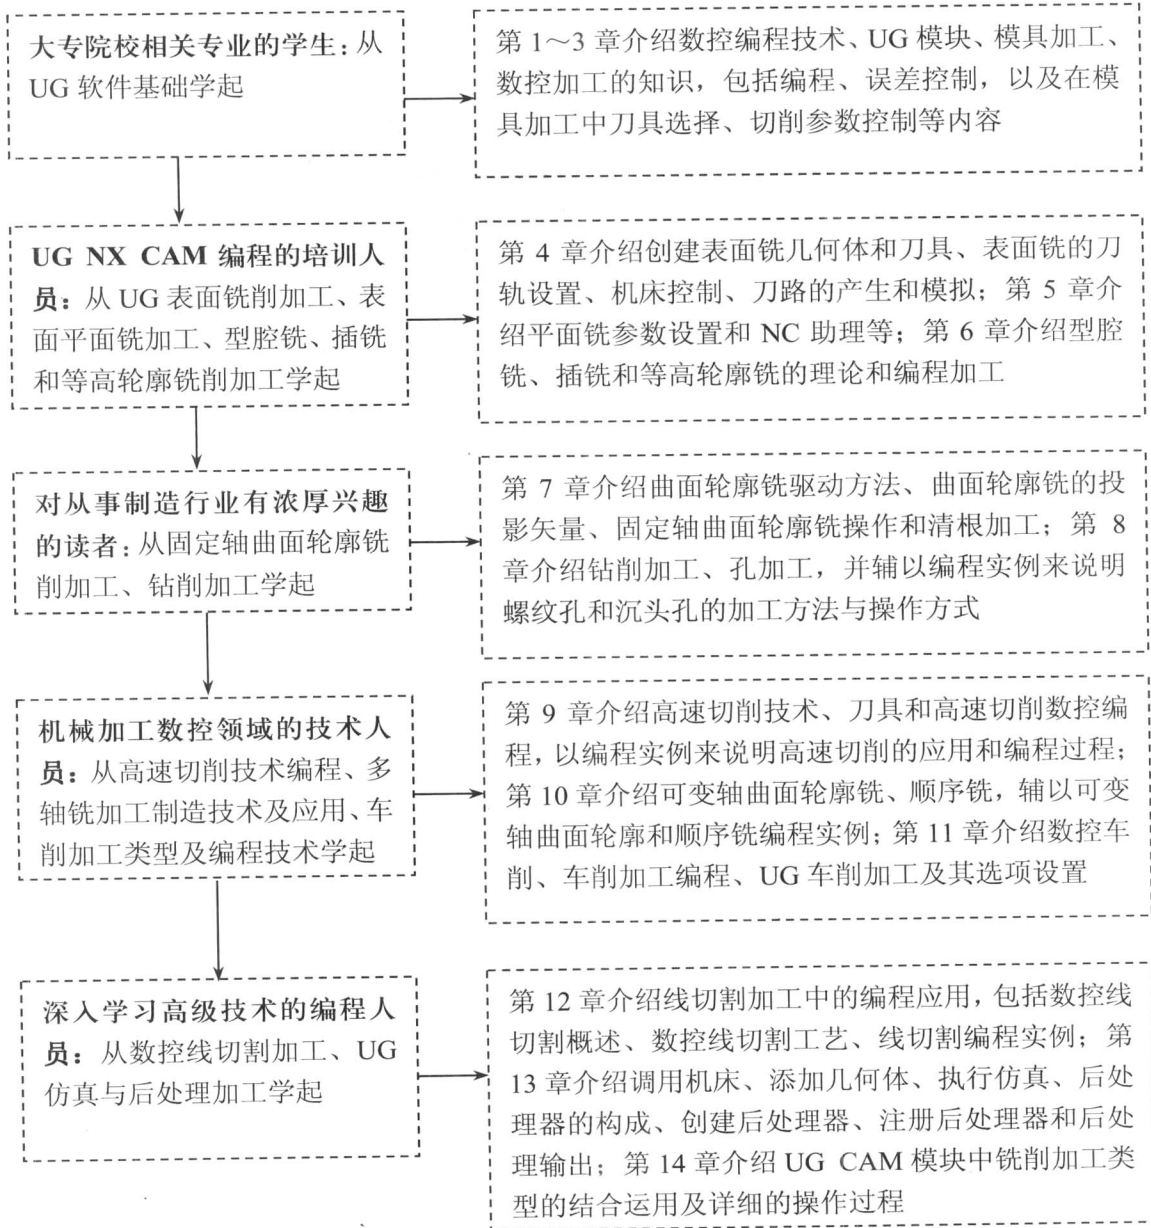 大专院校相关专业的学生：从
UG 软件基础学起
第 1～3 章介绍数控编程技术、UG 模块、模具加工、
数控加工的知识，包括编程、误差控制，以及在模
具加工中刀具选择、切削参数控制等内容
UG NX CAM 编程的培训人
员：从 UG 表面铣削加工、表
面平面铣加工、型腔铣、插铣
和等高轮廓铣削加工学起
第 4 章介绍创建表面铣几何体和刀具、表面铣的刀
轨设置、机床控制、刀路的产生和模拟；第 5 章介
绍平面铣参数设置和 NC 助理等；第 6 章介绍型腔
铣、插铣和等高轮廓铣的理论和编程加工
对从事制造行业有浓厚兴趣
的读者：从固定轴曲面轮廓铣
削加工、钻削加工学起
第 7 章介绍曲面轮廓铣驱动方法、曲面轮廓铣的投
影矢量、固定轴曲面轮廓铣操作和清根加工；第 8
章介绍钻削加工、孔加工，并辅以编程实例来说明
螺纹孔和沉头孔的加工方法与操作方式
机械加工数控领域的技术人
员：从高速切削技术编程、多
轴铣加工制造技术及应用、车
削加工类型及编程技术学起
第 9 章介绍高速切削技术、刀具和高速切削数控编
程，以编程实例来说明高速切削的应用和编程过程；
第 10 章介绍可变轴曲面轮廓铣、顺序铣，辅以可变
轴曲面轮廓和顺序铣编程实例；第 11 章介绍数控车
削、车削加工编程、UG 车削加工及其选项设置
深入学习高级技术的编程人
员：从数控线切割加工、UG
仿真与后处理加工学起
第 12 章介绍线切割加工中的编程应用，包括数控线
切割概述、数控线切割工艺、线切割编程实例；第
13 章介绍调用机床、添加几何体、执行仿真、后处
理器的构成、创建后处理器、注册后处理器和后处
理输出；第 14 章介绍 UG CAM 模块中铣削加工类
型的结合运用及详细的操作过程